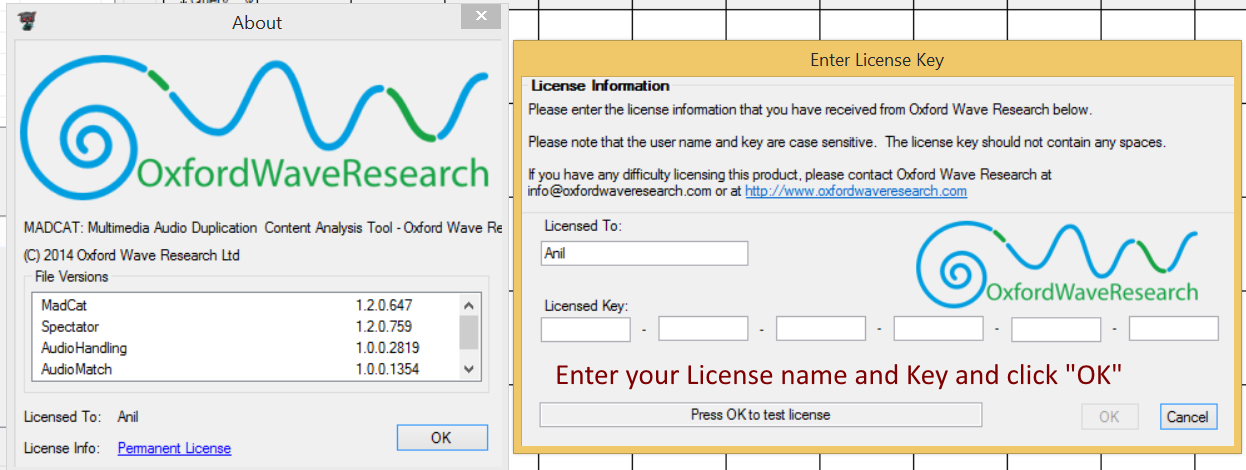 About
OxfordWaveResearch
MADCAT: Multimedia Audio Duplication Content Analysis Tool - Oxford Wave Re
(C) 2014 Oxford Wave Research Ltd
File Versions
MadCat 1.2.0.647
Spectator 1.2.0.759
AudioHandling 1.0.0.2819
AudioMatch 1.0.0.1354
Licensed To: Anil
License Info: Permanent License
OK
Enter License Key
License Information
Please enter the license information that you have received from Oxford Wave Research below.
Please note that the user name and key are case sensitive. The license key should not contain any spaces.
If you have any difficulty licensing this product, please contact Oxford Wave Research at
info@oxfordwaveresearch.com or at http://www.oxfordwaveresearch.com
Licensed To:
Anil
OxfordWaveResearch
Licensed Key:
- - - - -
Enter your License name and Key and click "OK"
Press OK to test license
OK Cancel